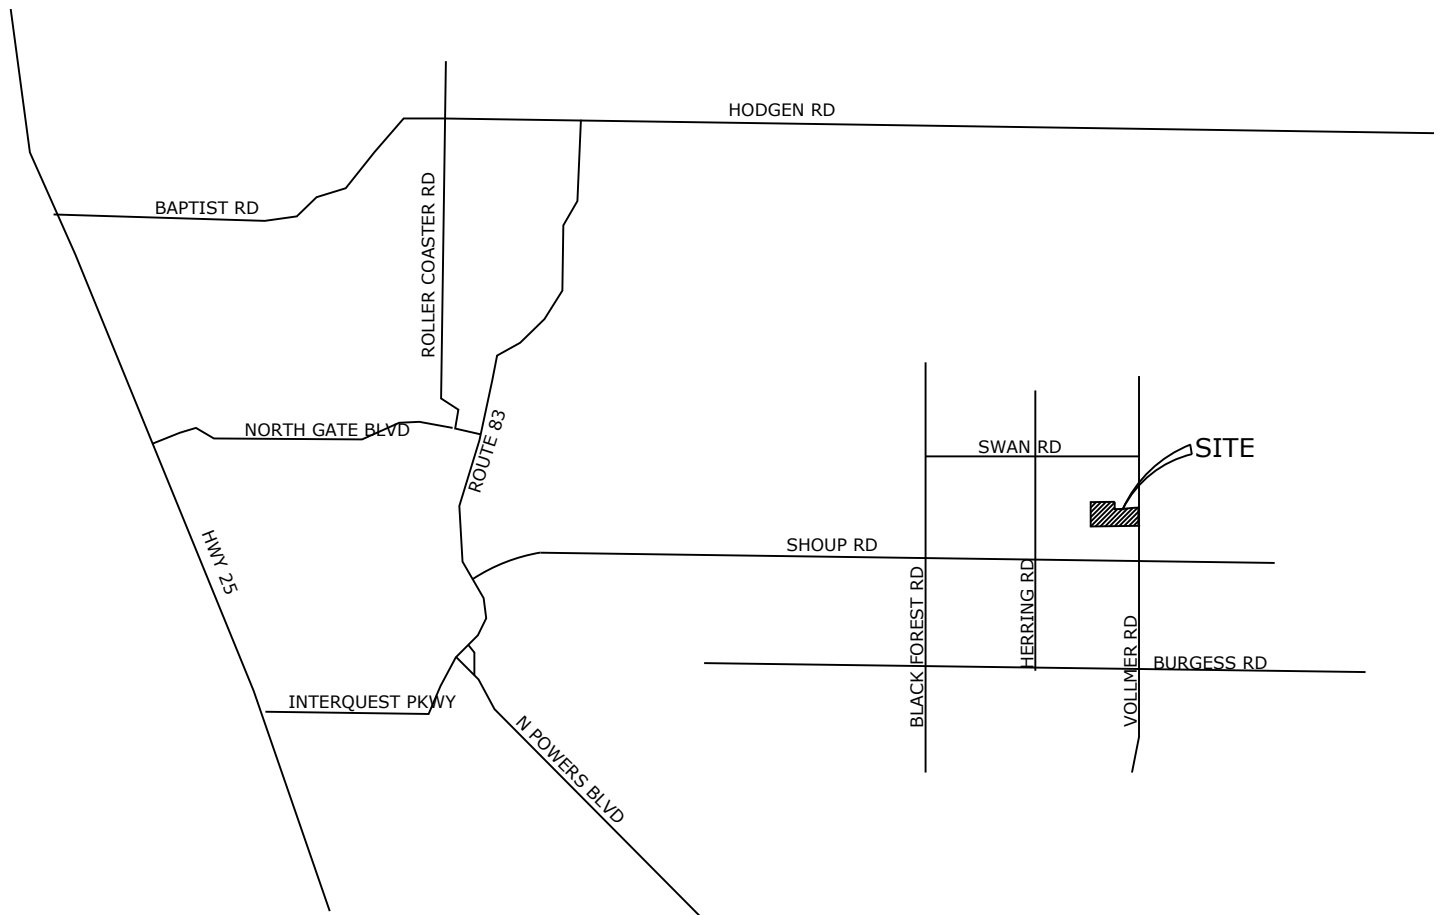 HODGEN RD
BAPTIST RD
ROLLER COASTER RD
NORTH GATE BLVD
ROUTE 83
SWAN RD
SITE
HWY 25
SHOUP RD
BLACK FOREST RD
HERRING RD
VOLLMER RD
BURGESS RD
INTERQUEST PKWY
N POWERS BLVD